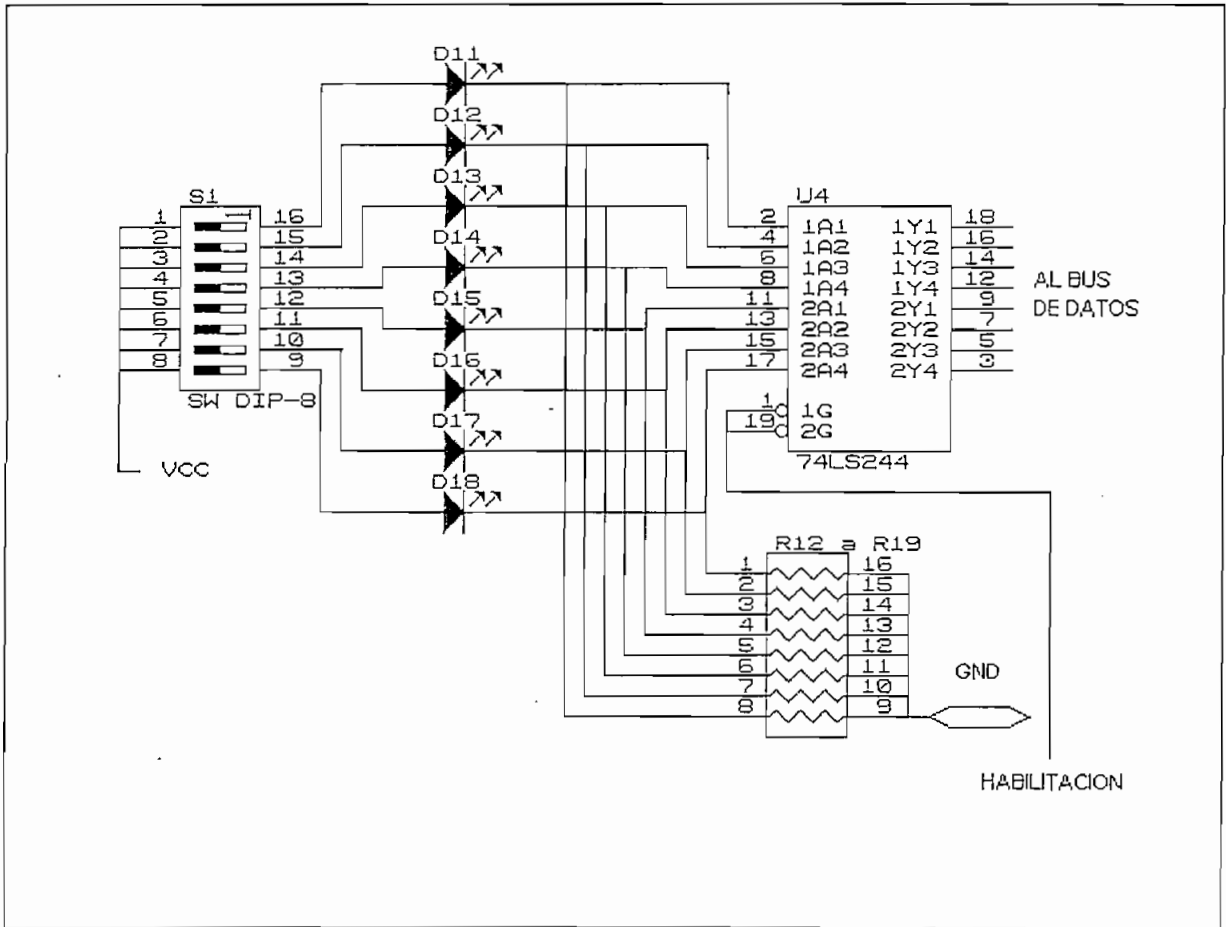 D11
D12
D13
D14
D15
D16
D17
D18
S1
1 16
2 15
3 14
4 13
5 12
6 11
7 10
8 9
SW DIP-8
VCC
U4
2 1A1 1Y1 18
4 1A2 1Y2 16
6 1A3 1Y3 14
8 1A4 1Y4 12
11 2A1 2Y1 9
13 2A2 2Y2 7
15 2A3 2Y3 5
17 2A4 2Y4 3
1 1G
19 2G
74LS244
AL BUS
DE DATOS
R12 a R19
1 16
2 15
3 14
4 13
5 12
6 11
7 10
8 9
GND
HABILITACION